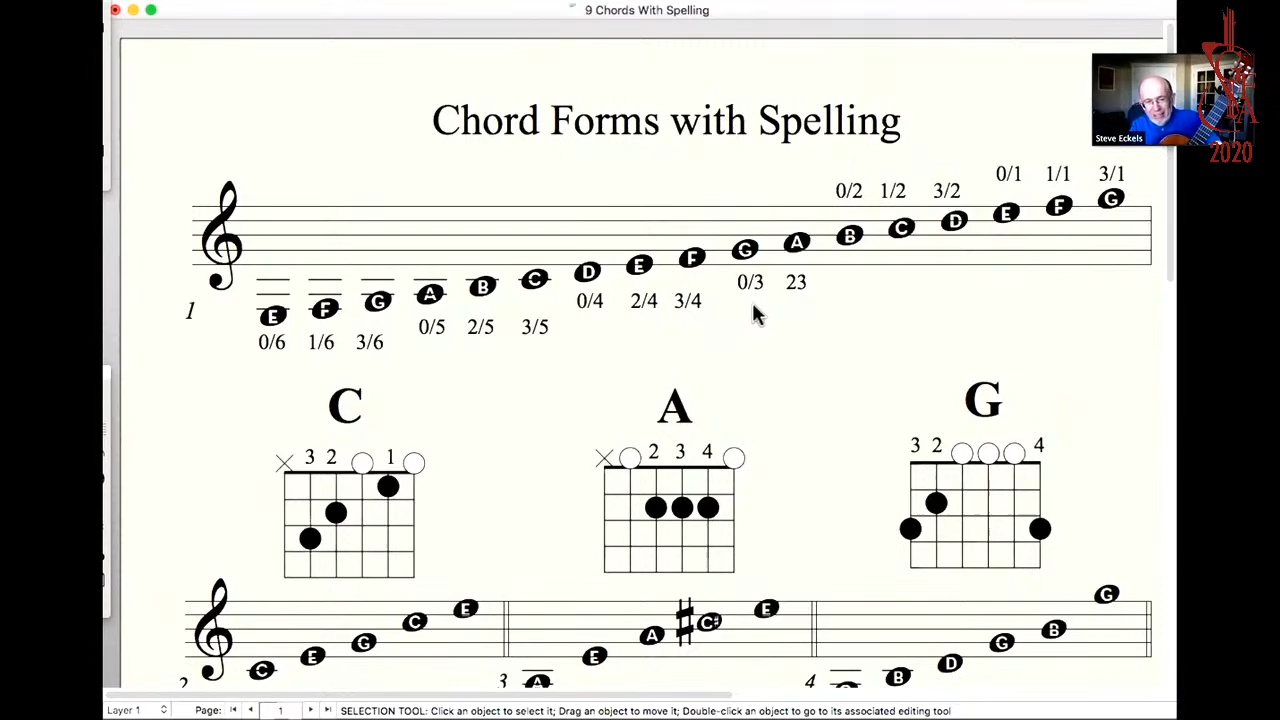 9 Chords With Spelling
Chord Forms with Spelling
Steve Eckels
2020
0/2 1/2 3/2 0/1 1/1 3/1
E F G A B C D E F G A B C D E F G
1
0/6 1/6 3/6 0/5 2/5 3/5 0/4 2/4 3/4 0/3 23
C A G
3 2 1
2 3 4
3 2 4
C E G C E
A E A C# E
B D G B G
2 3 4
Layer 1 Page: 1 SELECTION TOOL: Click an object to select it; Drag an object to move it; Double-click an object to go to its associated editing tool